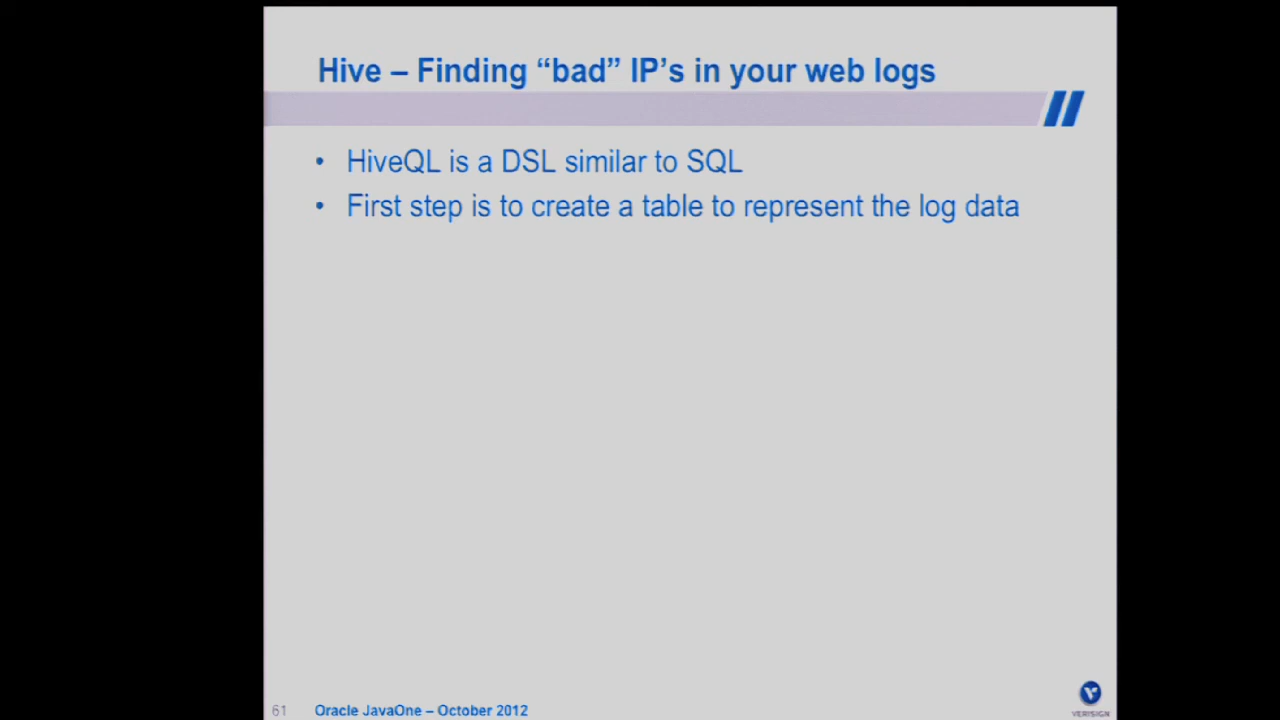 Hive – Finding “bad” IP’s in your web logs
• HiveQL is a DSL similar to SQL
• First step is to create a table to represent the log data
61 Oracle JavaOne – October 2012
VERISIGN